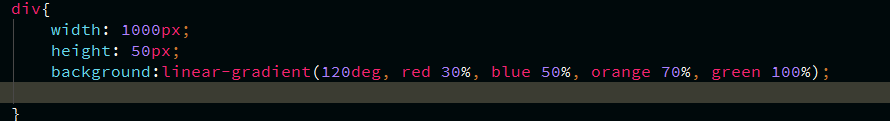 div{
    width: 1000px;
    height: 50px;
    background:linear-gradient(120deg, red 30%, blue 50%, orange 70%, green 100%);
}